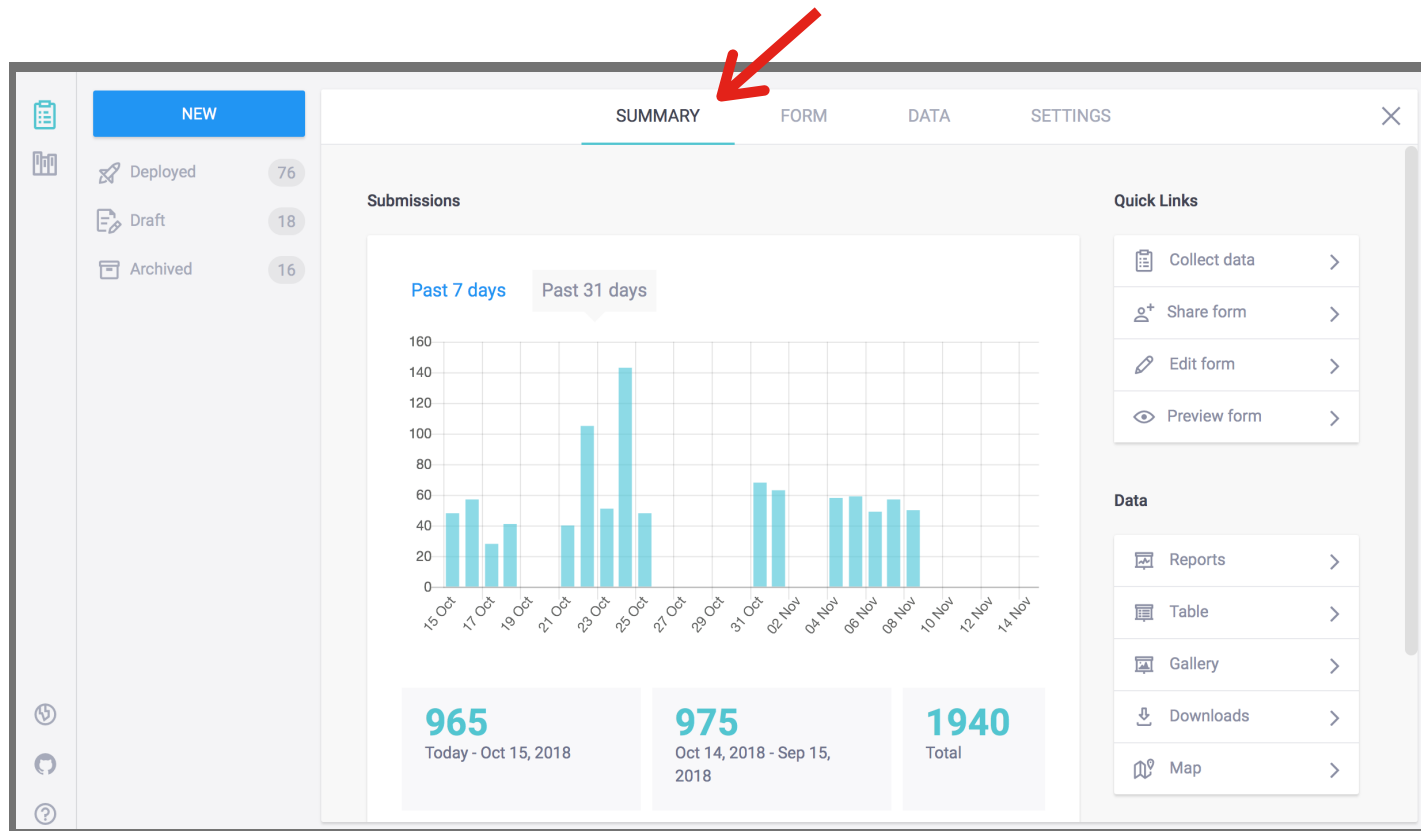 NEW
Deployed 76
Draft 18
Archived 16
SUMMARY FORM DATA SETTINGS
Submissions
Past 7 days Past 31 days
160
140
120
100
80
60
40
20
0
15 Oct 17 Oct 19 Oct 21 Oct 23 Oct 25 Oct 27 Oct 29 Oct 31 Oct 02 Nov 04 Nov 06 Nov 08 Nov 10 Nov 12 Nov 14 Nov
965
Today - Oct 15, 2018
975
Oct 14, 2018 - Sep 15,
2018
1940
Total
Quick Links
Collect data
Share form
Edit form
Preview form
Data
Reports
Table
Gallery
Downloads
Map